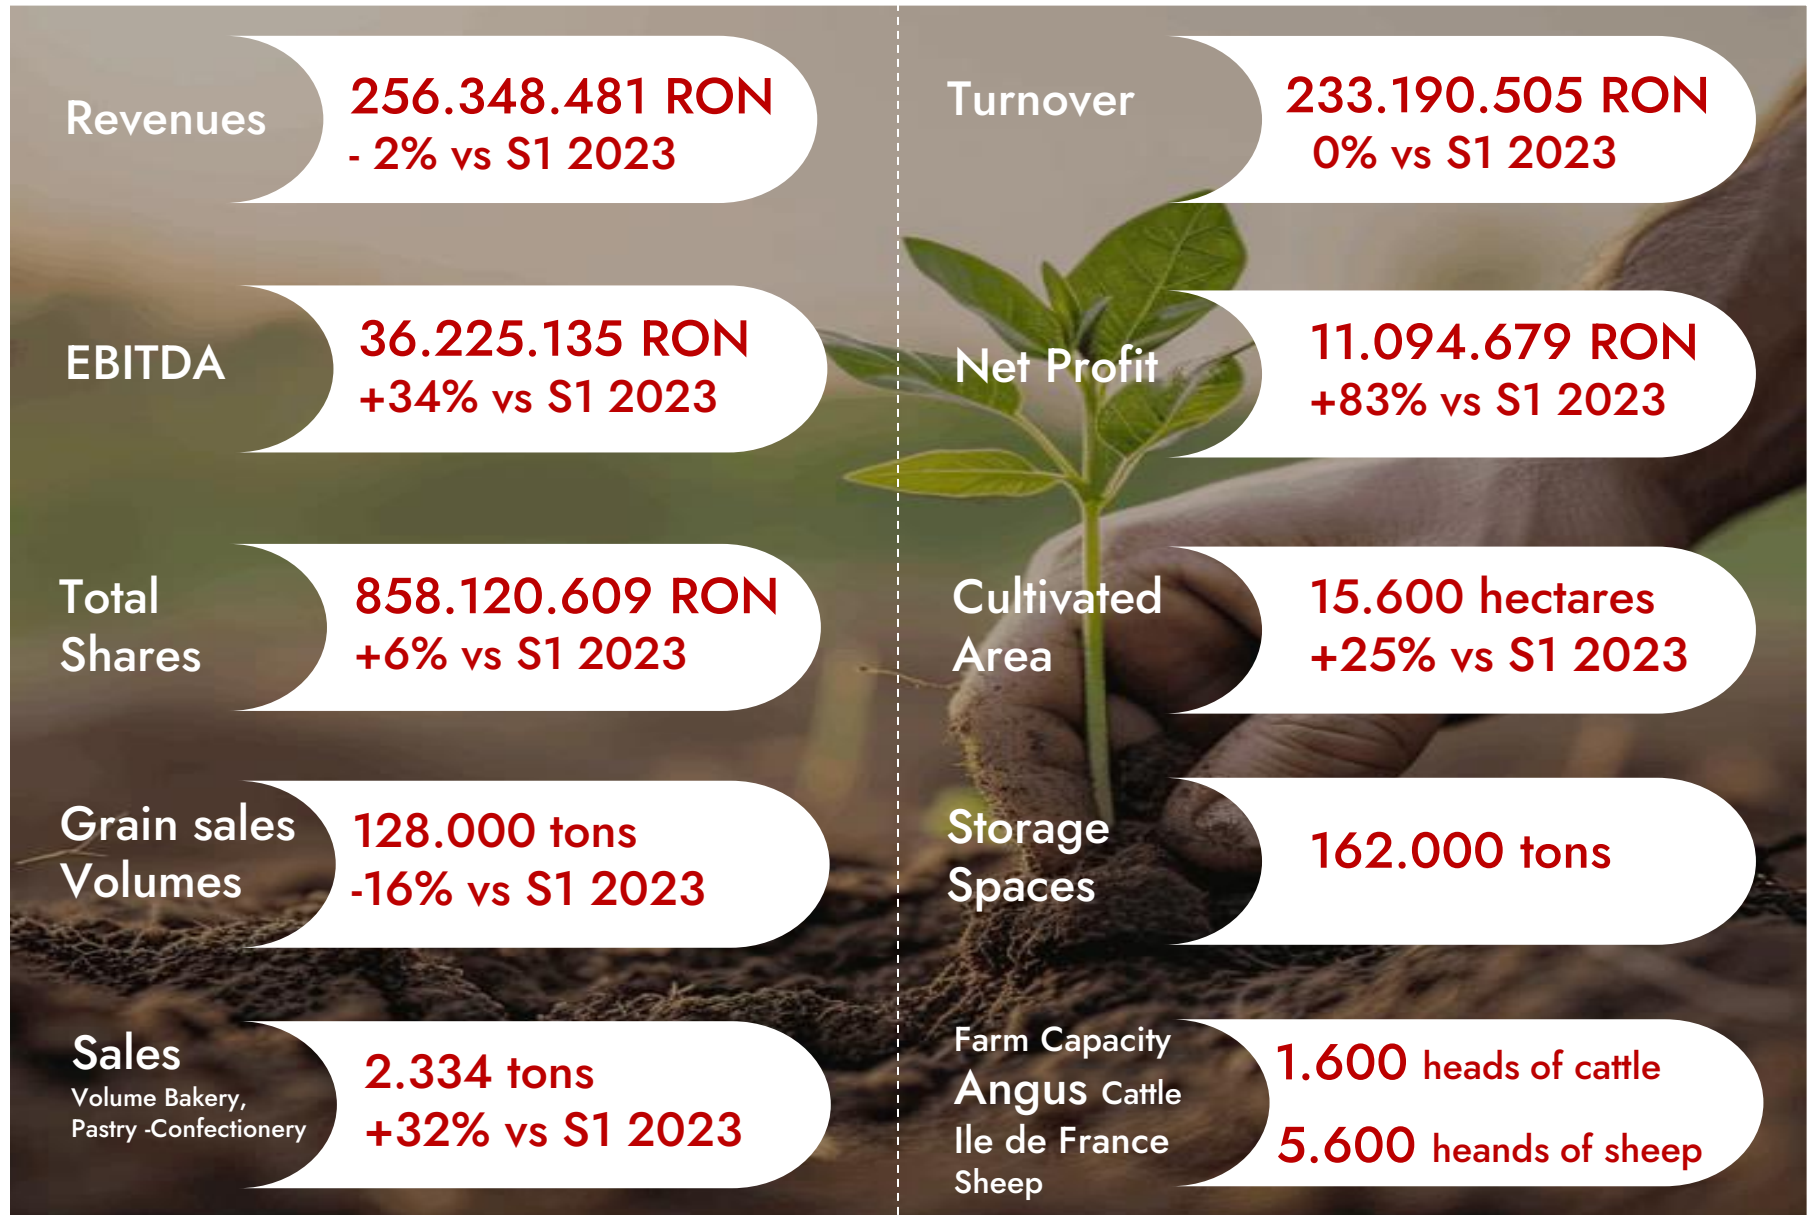 Revenues
256.348.481 RON
- 2% vs S1 2023
EBITDA
36.225.135 RON
+34% vs S1 2023
Total
Shares
858.120.609 RON
+6% vs S1 2023
Grain sales
Volumes
128.000 tons
-16% vs S1 2023
Sales
Volume Bakery,
Pastry -Confectionery
2.334 tons
+32% vs S1 2023
Turnover
233.190.505 RON
0% vs S1 2023
Net Profit
11.094.679 RON
+83% vs S1 2023
Cultivated
Area
15.600 hectares
+25% vs S1 2023
Storage
Spaces
162.000 tons
Farm Capacity
Angus Cattle
Ile de France
Sheep
1.600 heads of cattle
5.600 heands of sheep